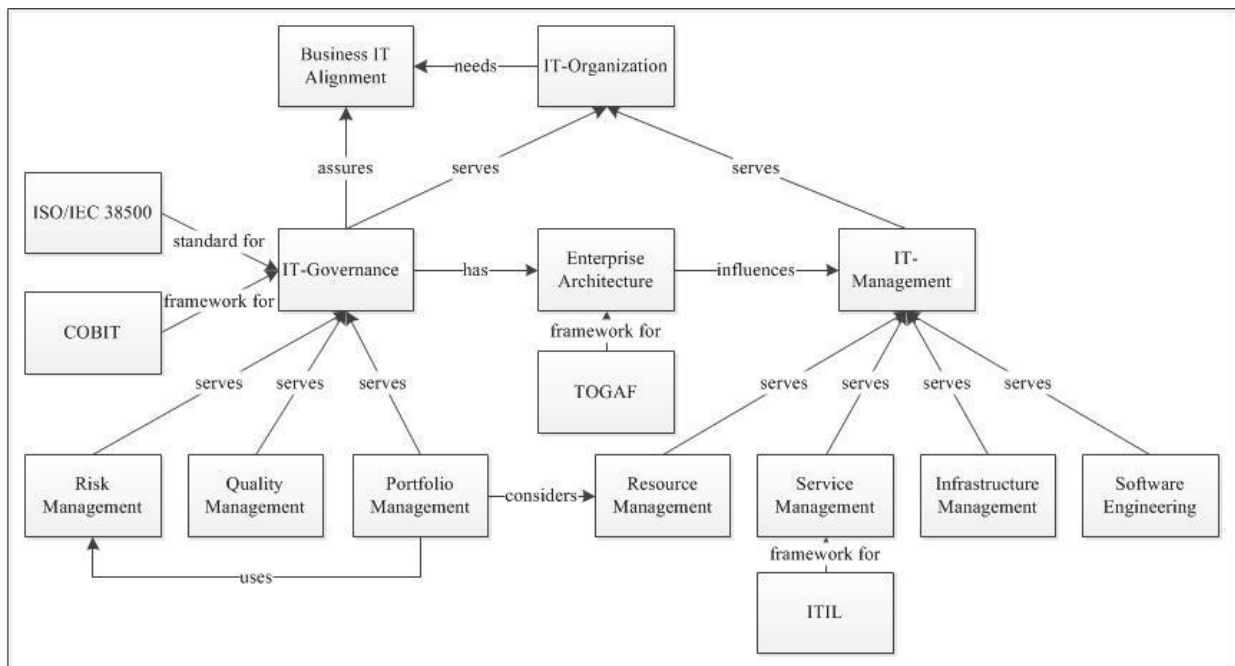 Business IT
Alignment
needs
IT-Organization
assures
serves
serves
ISO/IEC 38500
standard for
IT-Governance
has
Enterprise
Architecture
influences
IT-
Management
framework for
COBIT
framework for
TOGAF
serves
serves
serves
serves
serves
serves
serves
Risk
Management
Quality
Management
Portfolio
Management
considers
Resource
Management
Service
Management
Infrastructure
Management
Software
Engineering
uses
framework for
ITIL